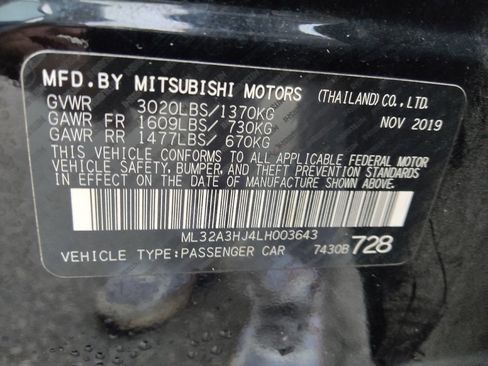 MFD.BY MITSUBISHI MOTORS (THAILAND) CO.,LTD.
GVWR 3020LBS/1370KG NOV 2019
GAWR FR 1609LBS/ 730KG
GAWR RR 1477LBS/ 670KG
THIS VEHICLE CONFORMS TO ALL APPLICABLE FEDERAL MOTOR
VEHICLE SAFETY, BUMPER, AND THEFT PREVENTION STANDARDS
IN EFFECT ON THE DATE OF MANUFACTURE SHOWN ABOVE.
ML32A3HJ4LH003643
VEHICLE TYPE:PASSENGER CAR 7430B 728